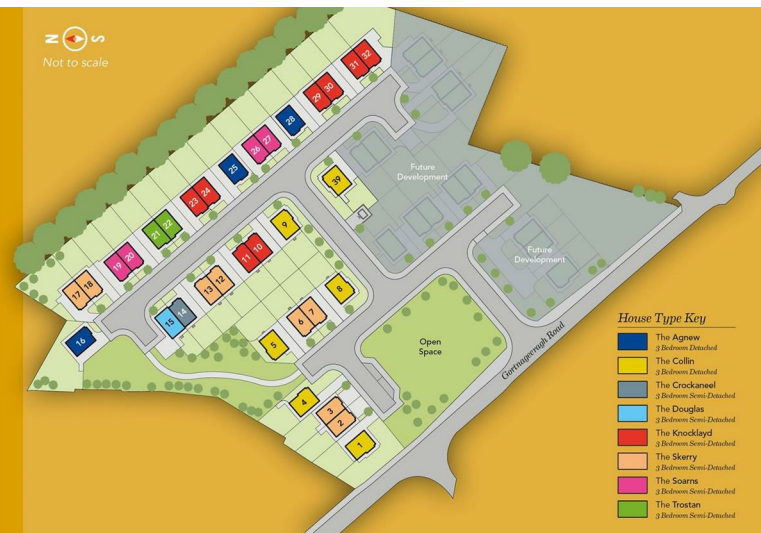 N S
Not to scale
32
31
30
29
28
27
26
25
24
23
22
21
20
19
18
17
16
39
Future
Development
9
10
11
12
13
14
15
8
7
6
5
Future
Development
Open
Space
4
3
2
1
Gortnageeragh Road
House Type Key
The Agnew
3 Bedroom Detached
The Collin
3 Bedroom Detached
The Crockaneel
3 Bedroom Semi-Detached
The Douglas
3 Bedroom Semi-Detached
The Knocklayd
3 Bedroom Semi-Detached
The Skerry
3 Bedroom Semi-Detached
The Soarns
3 Bedroom Semi-Detached
The Trostan
3 Bedroom Semi-Detached